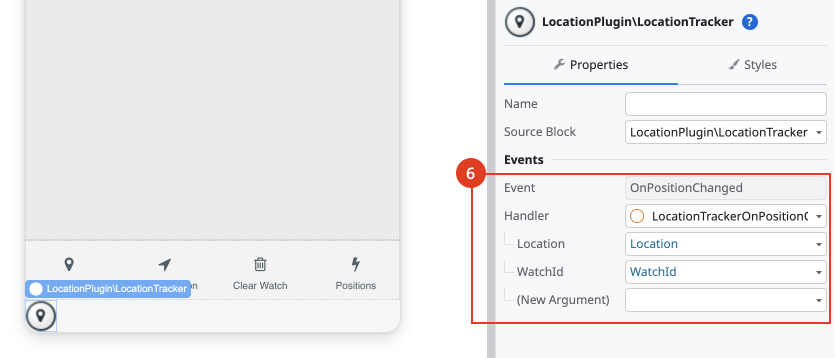 LocationPlugin\LocationTracker ?
Properties
Styles
Name
Source Block
LocationPlugin\LocationTracker
Events
6
Event
OnPositionChanged
Handler
LocationTrackerOnPosition
Location
Location
WatchId
WatchId
(New Argument)
Clear Watch
Positions
LocationPlugin\LocationTracker